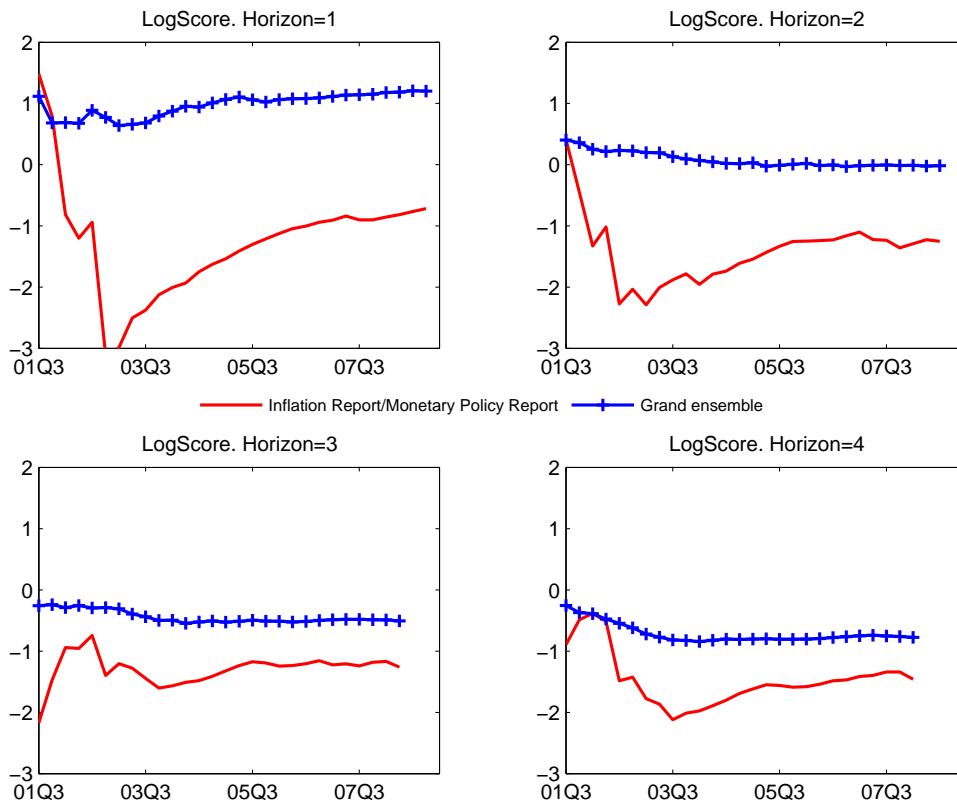 LogScore. Horizon=1
2
1
0
−1
−2
−3
01Q3 03Q3 05Q3 07Q3
LogScore. Horizon=2
2
1
0
−1
−2
−3
01Q3 03Q3 05Q3 07Q3
Inflation Report/Monetary Policy Report Grand ensemble
LogScore. Horizon=3
2
1
0
−1
−2
−3
01Q3 03Q3 05Q3 07Q3
LogScore. Horizon=4
2
1
0
−1
−2
−3
01Q3 03Q3 05Q3 07Q3